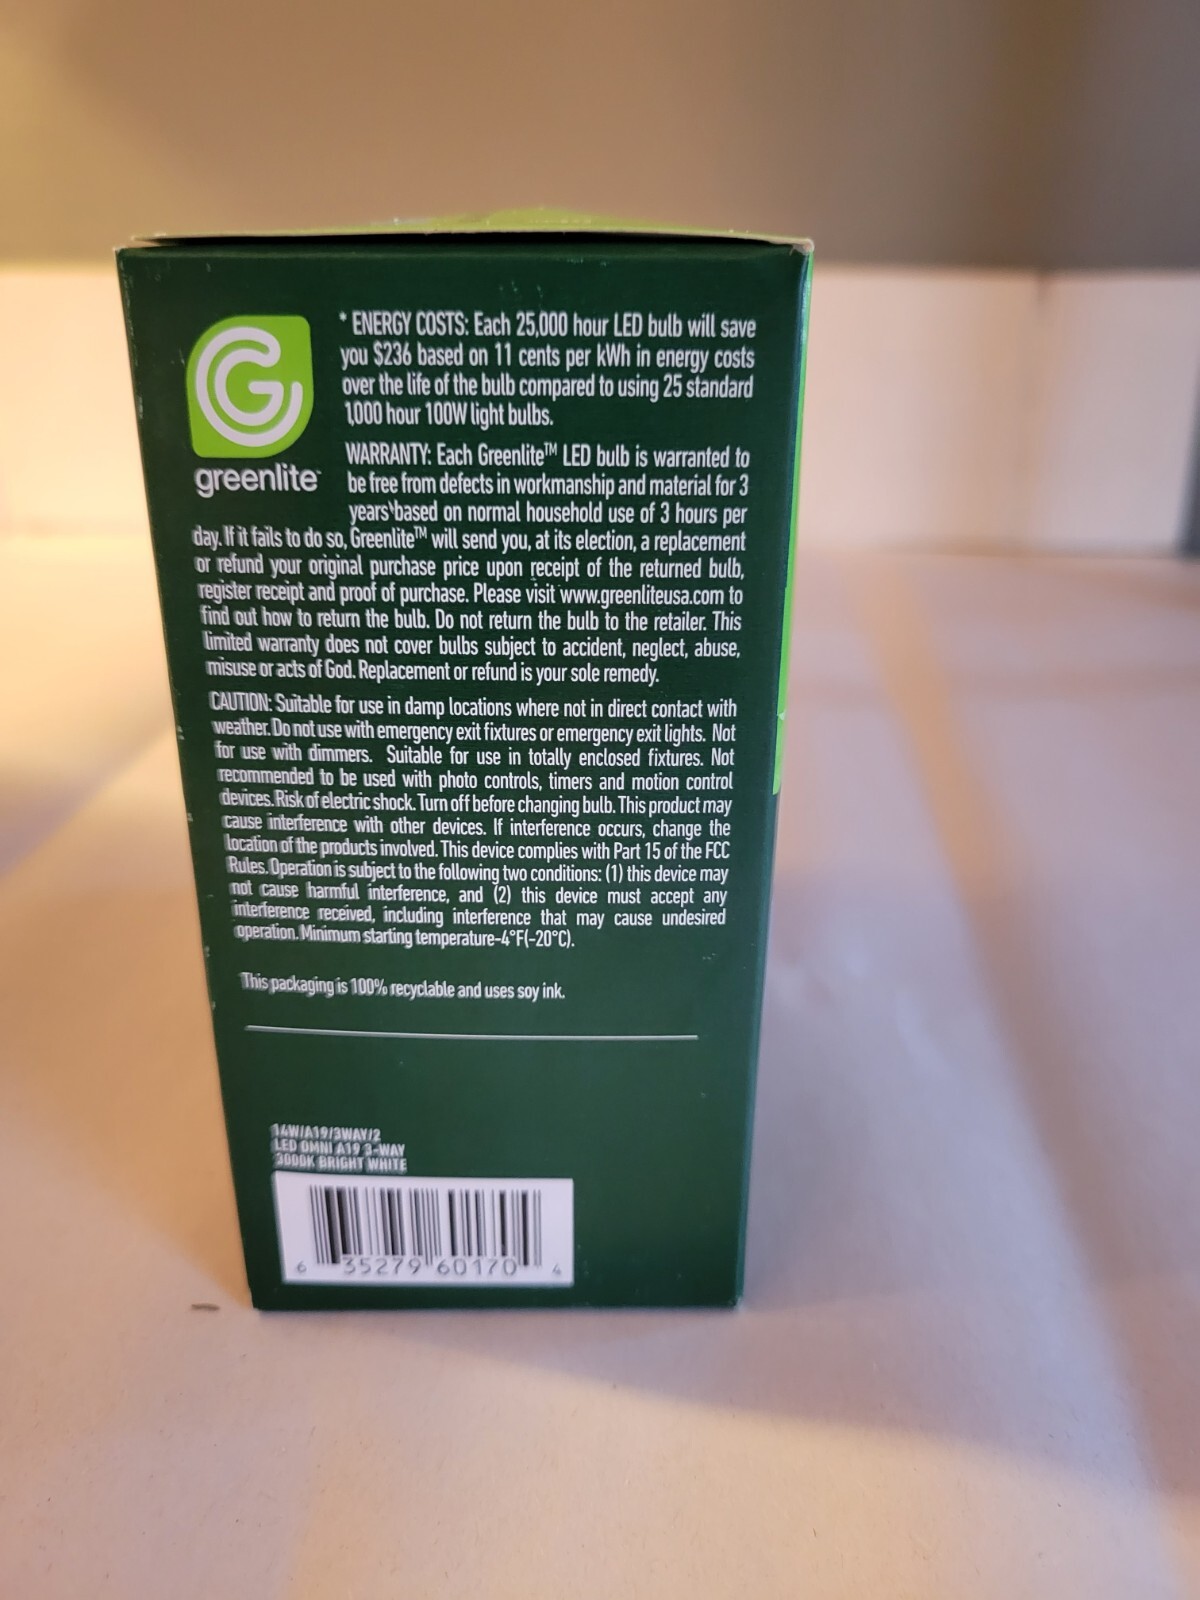 * ENERGY COSTS: Each 25,000 hour LED bulb will save
you $236 based on 11 cents per kWh in energy costs
over the life of the bulb compared to using 25 standard
1,000 hour 100W light bulbs.
greenlite™
WARRANTY: Each Greenlite™ LED bulb is warranted to
be free from defects in workmanship and material for 3
years based on normal household use of 3 hours per
day. If it fails to do so, Greenlite™ will send you, at its election, a replacement
or refund your original purchase price upon receipt of the returned bulb,
register receipt and proof of purchase. Please visit www.greenliteusa.com to
find out how to return the bulb. Do not return the bulb to the retailer. This
limited warranty does not cover bulbs subject to accident, neglect, abuse,
misuse or acts of God. Replacement or refund is your sole remedy.
CAUTION: Suitable for use in damp locations where not in direct contact with
weather. Do not use with emergency exit fixtures or emergency exit lights. Not
for use with dimmers. Suitable for use in totally enclosed fixtures. Not
recommended to be used with photo controls, timers and motion control
devices. Risk of electric shock. Turn off before changing bulb. This product may
cause interference with other devices. If interference occurs, change the
location of the products involved. This device complies with Part 15 of the FCC
Rules. Operation is subject to the following two conditions: (1) this device may
not cause harmful interference, and (2) this device must accept any
interference received, including interference that may cause undesired
operation. Minimum starting temperature-4°F(-20°C).
This packaging is 100% recyclable and uses soy ink.
14W/A19/3WAY/2
LED OMNI A19 3-WAY
3000K BRIGHT WHITE
6 35279 60170 4